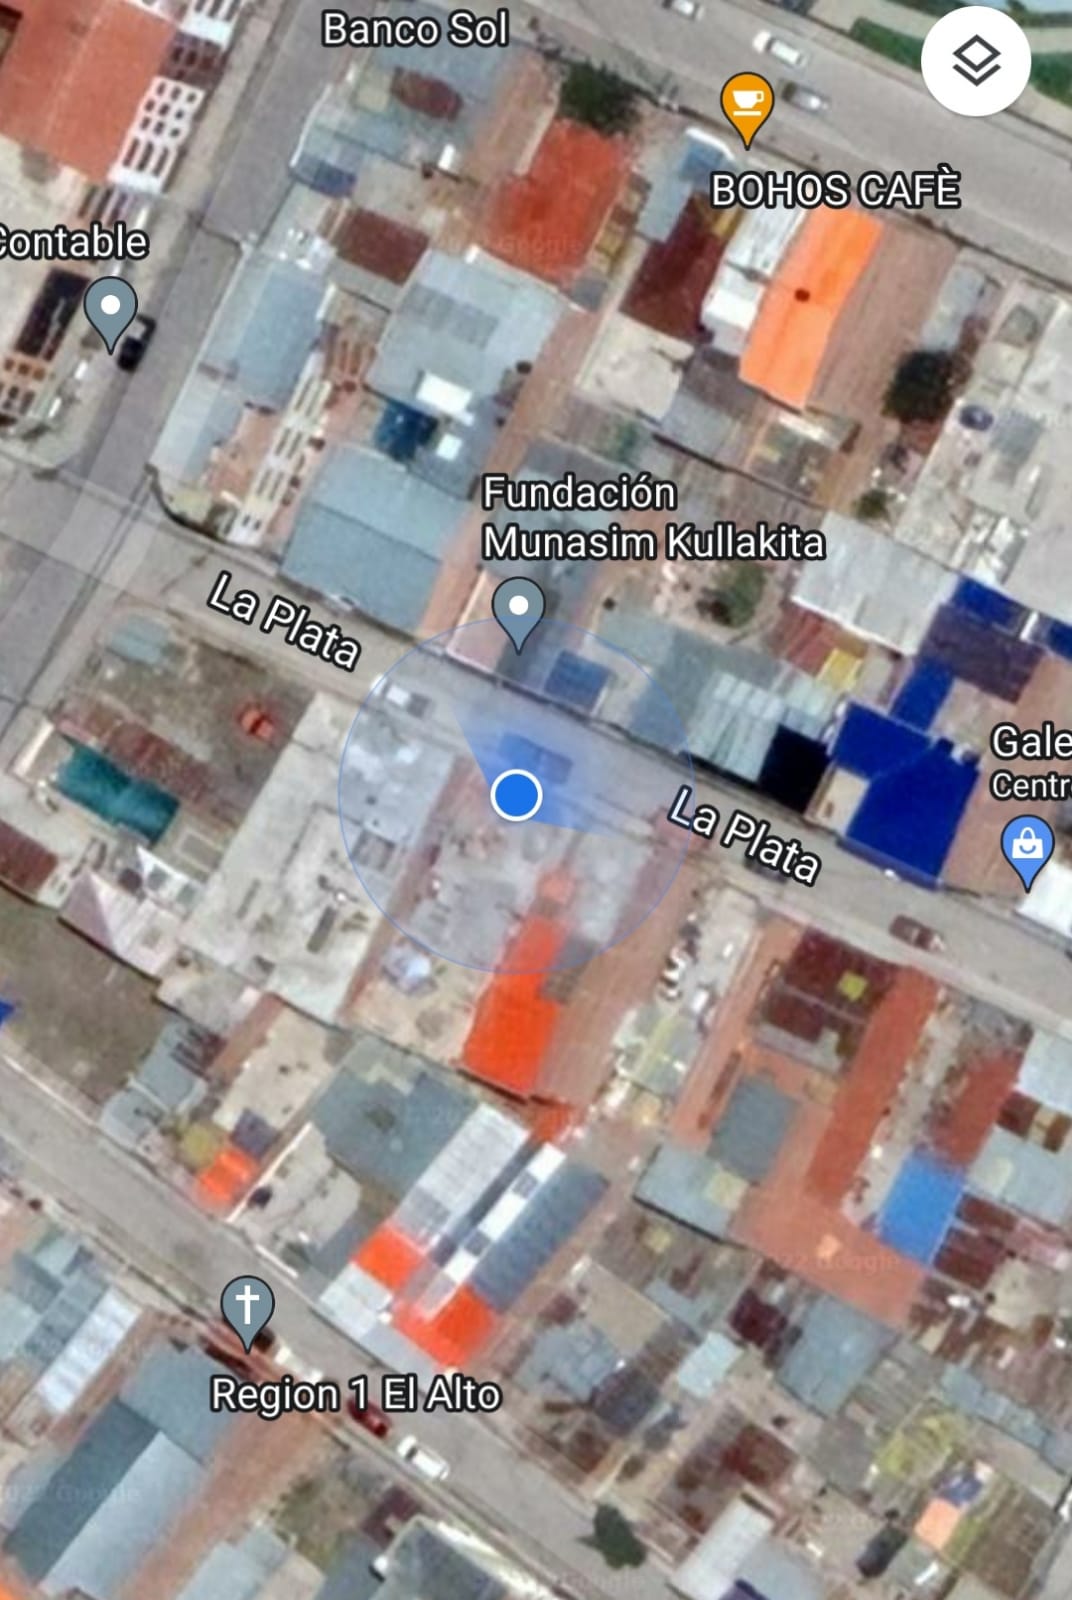 Banco Sol
BOHOS CAFÈ
Contable
Fundación
Munasim Kullakita
La Plata
La Plata
Gale
Centr
Region 1 El Alto